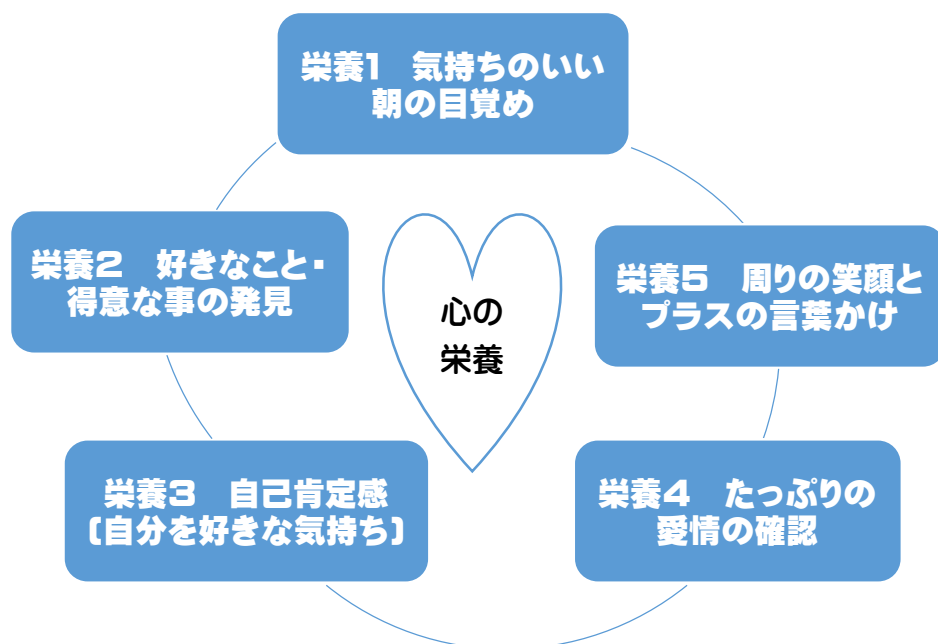 栄養1　気持ちのいい
朝の目覚め
栄養2　好きなこと・
得意な事の発見
栄養5　周りの笑顔と
プラスの言葉かけ
心の
栄養
栄養3　自己肯定感
(自分を好きな気持ち)
栄養4　たっぷりの
愛情の確認